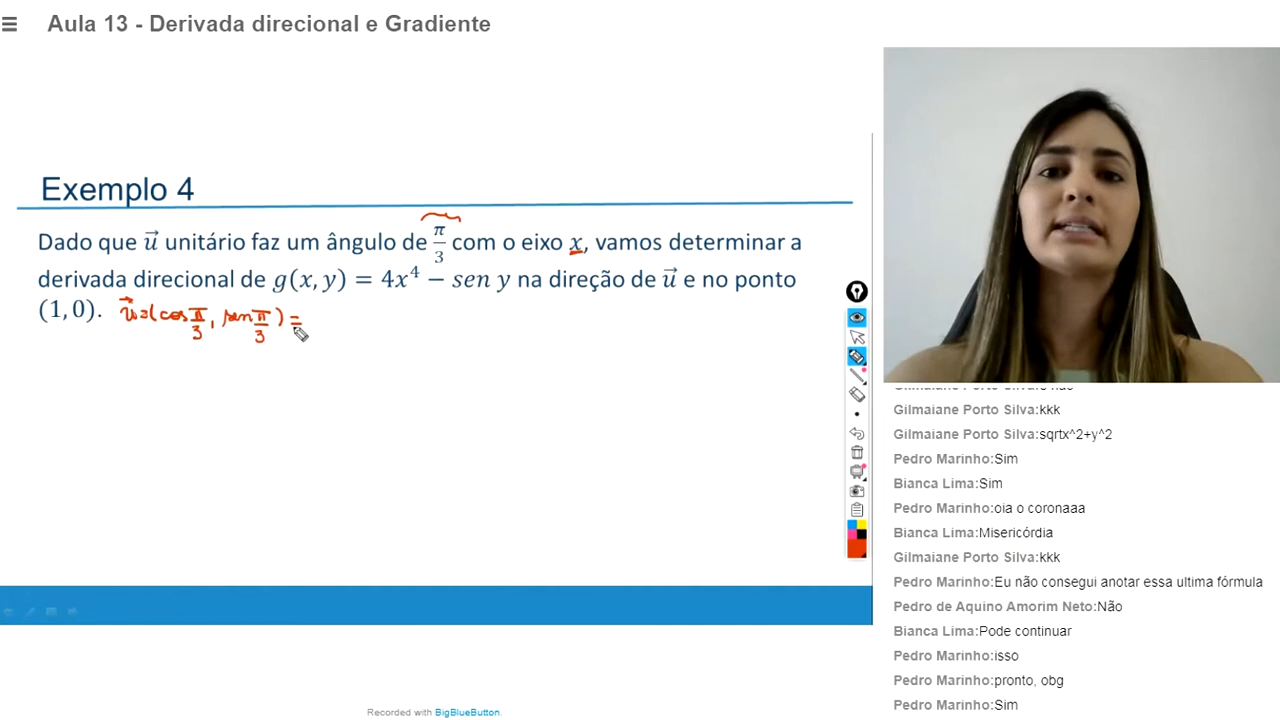 Aula 13 - Derivada direcional e Gradiente
Exemplo 4
Dado que u⃗ unitário faz um ângulo de π/3 com o eixo x, vamos determinar a
derivada direcional de g(x, y) = 4x⁴ − sen y na direção de u⃗ e no ponto
(1, 0). u⃗ = (cos π/3, sen π/3) =
Gilmaiane Porto Silva:kkk
Gilmaiane Porto Silva:sqrtx^2+y^2
Pedro Marinho:Sim
Bianca Lima:Sim
Pedro Marinho:oia o coronaaa
Bianca Lima:Misericórdia
Gilmaiane Porto Silva:kkk
Pedro Marinho:Eu não consegui anotar essa ultima fórmula
Pedro de Aquino Amorim Neto:Não
Bianca Lima:Pode continuar
Pedro Marinho:isso
Pedro Marinho:pronto, obg
Pedro Marinho:Sim
Recorded with BigBlueButton.